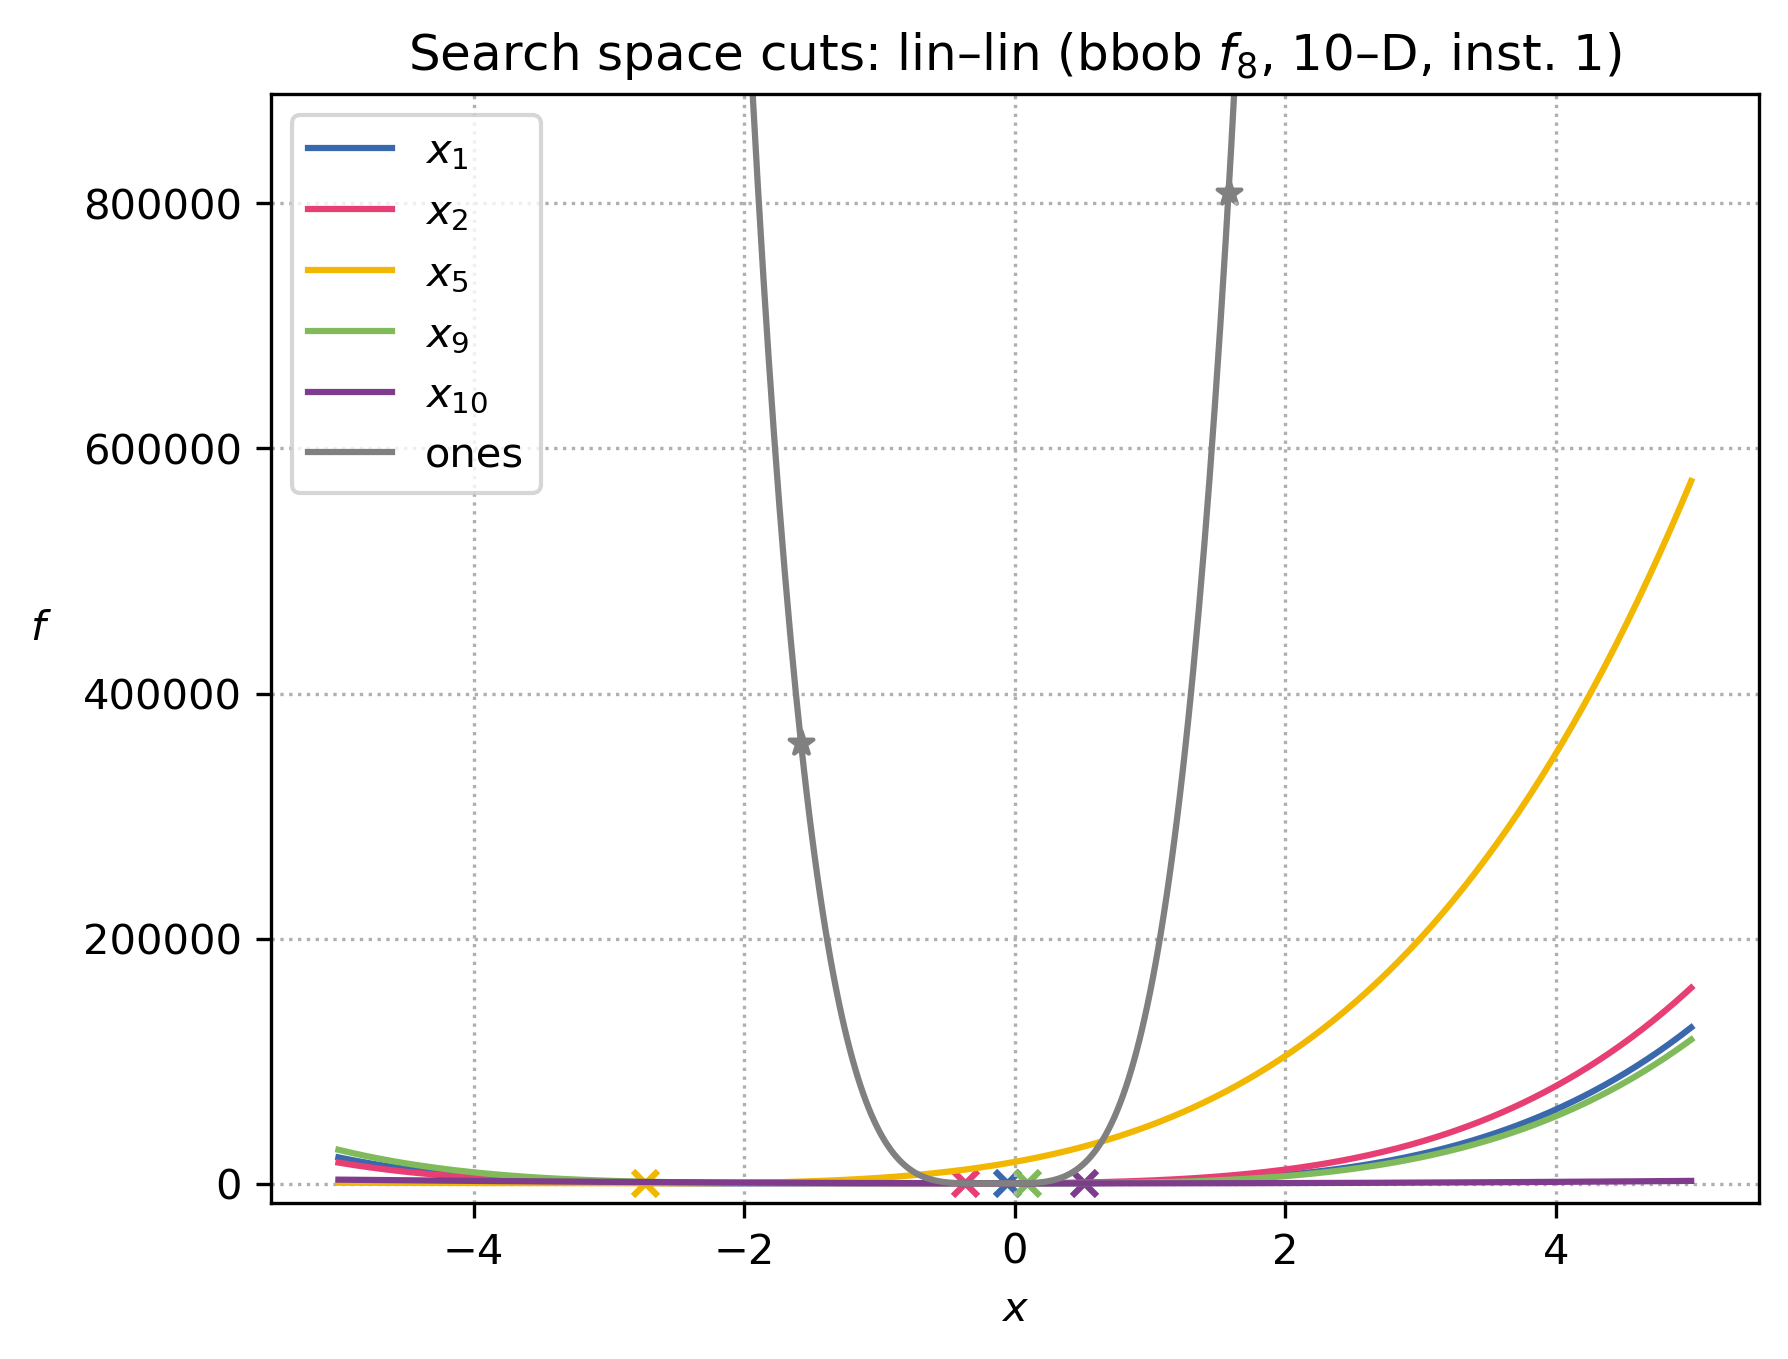 Search space cuts: lin–lin (bbob f₈, 10–D, inst. 1)
x₁
x₂
x₅
x₉
x₁₀
ones
800000
600000
400000
200000
0
f
−4 −2 0 2 4
x